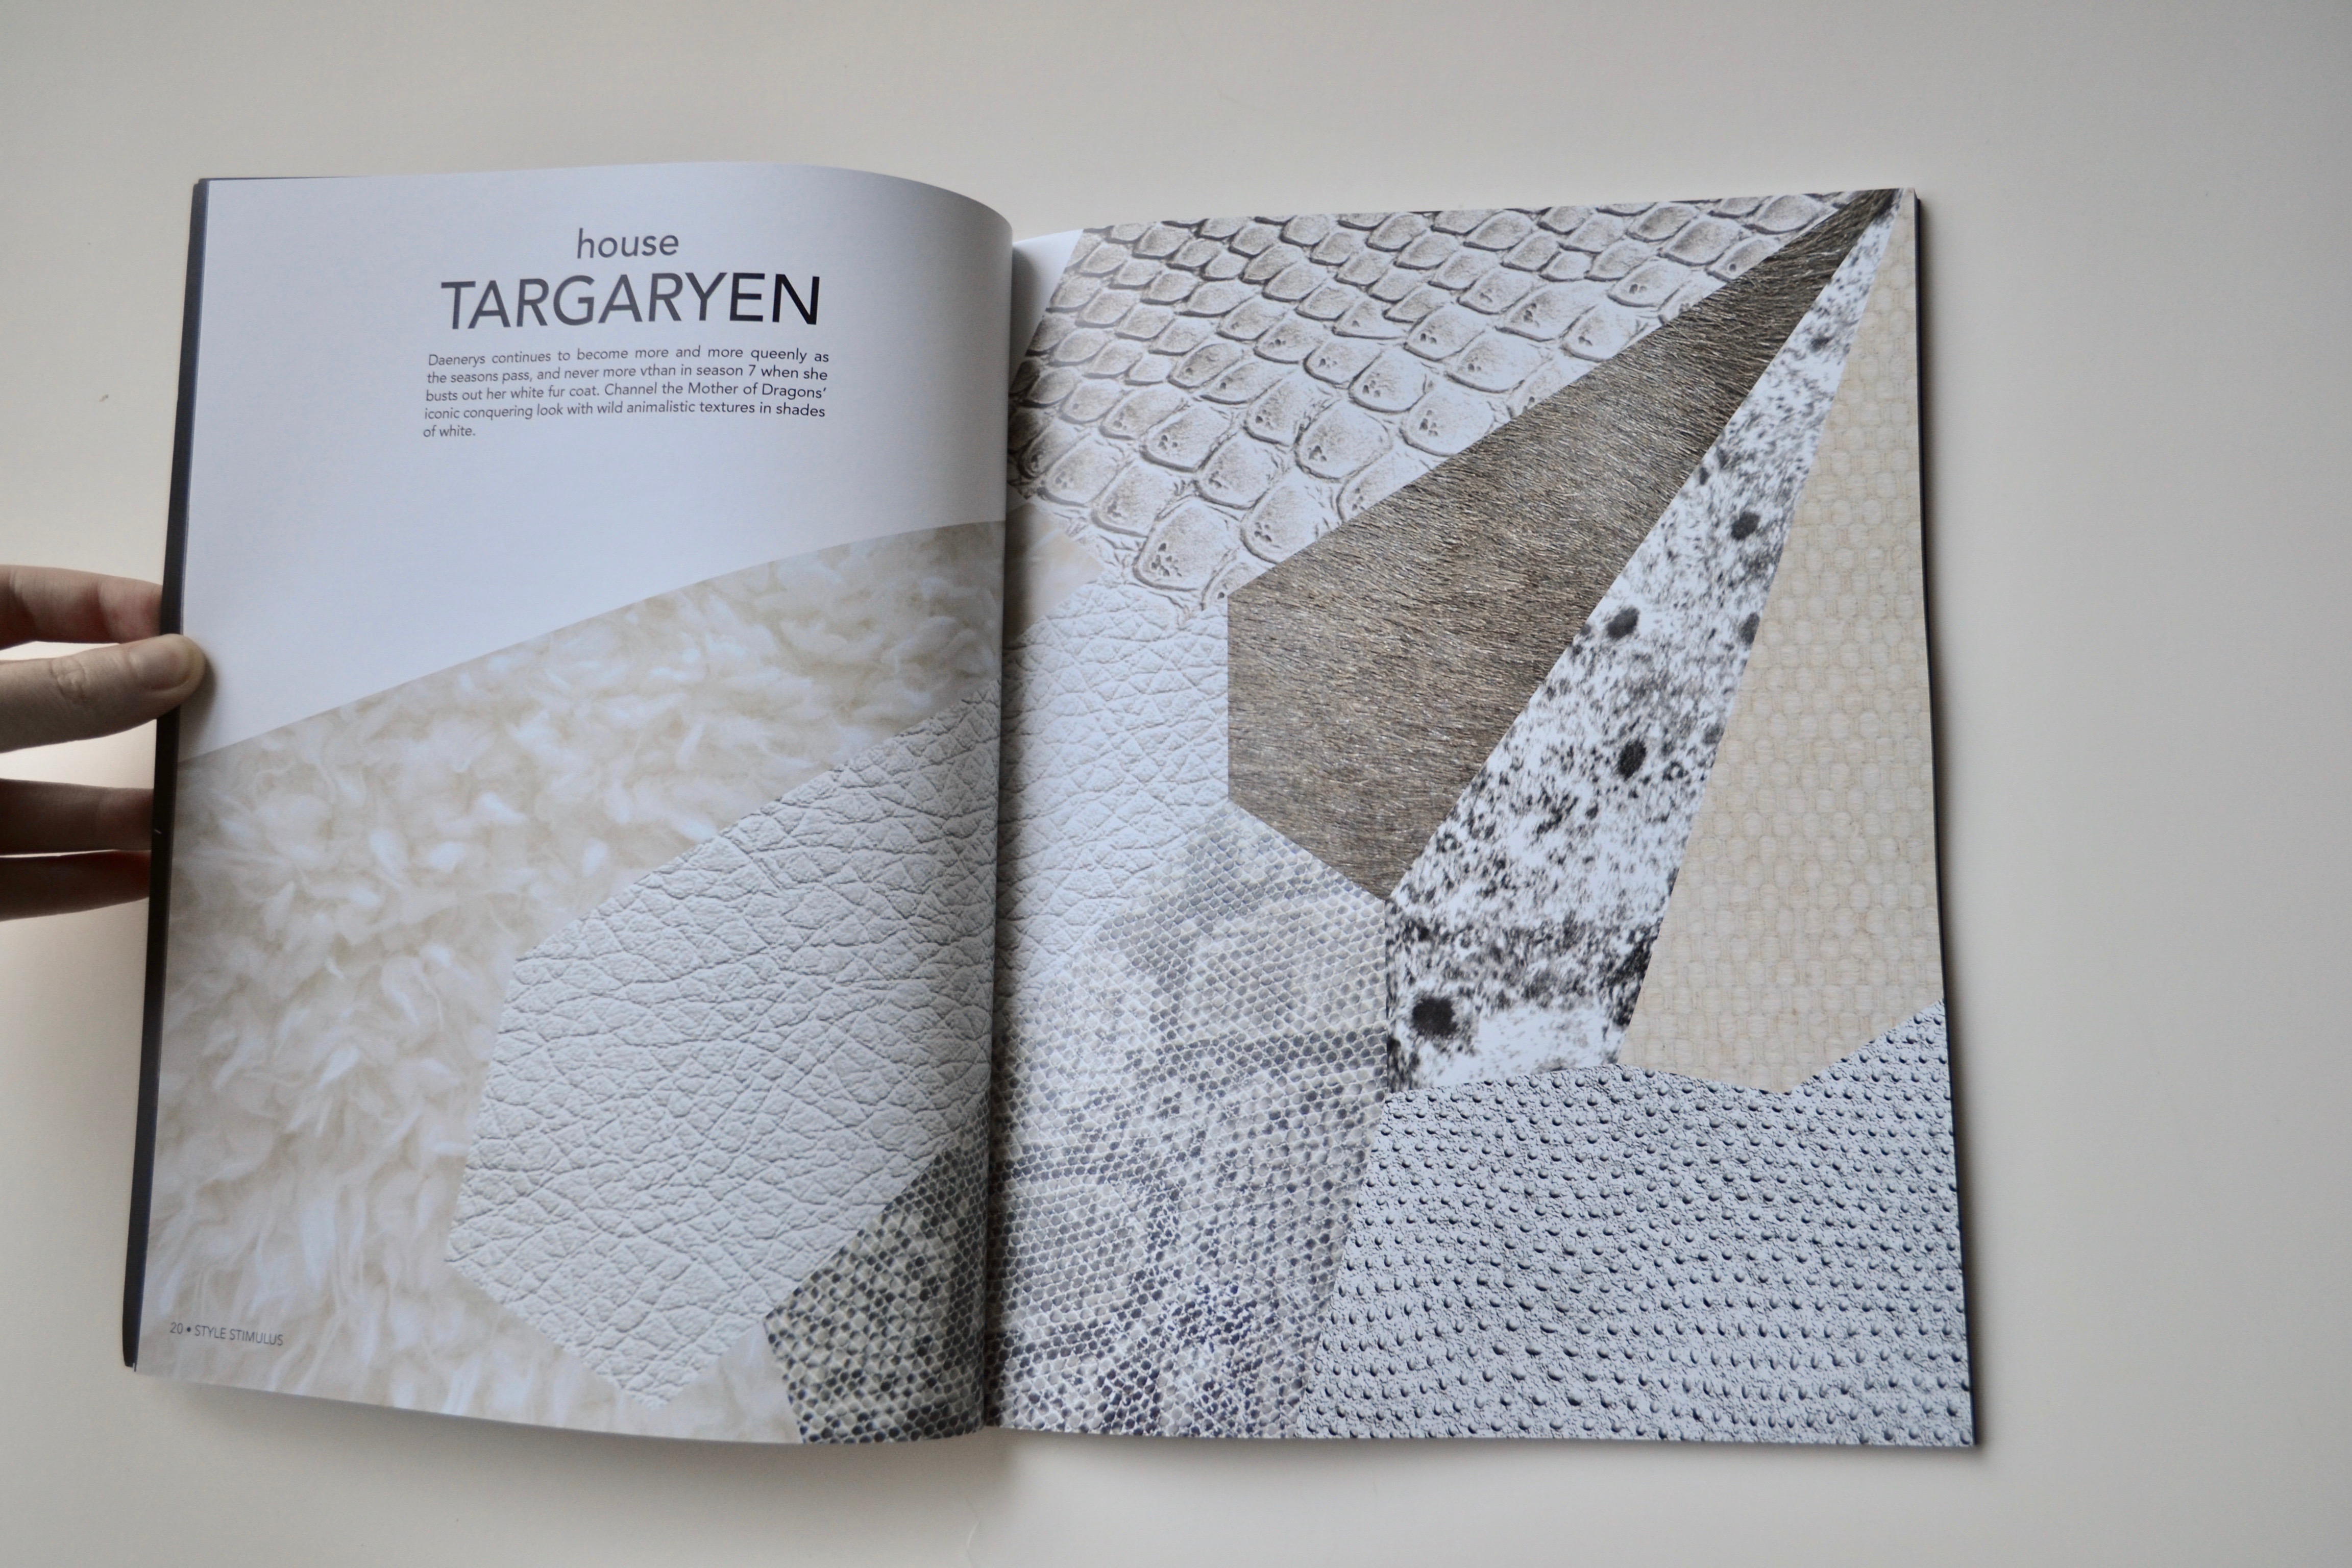 house
TARGARYEN
Daenerys continues to become more and more queenly as
the seasons pass, and never more vthan in season 7 when she
busts out her white fur coat. Channel the Mother of Dragons'
iconic conquering look with wild animalistic textures in shades
of white.
20 • STYLE STIMULUS